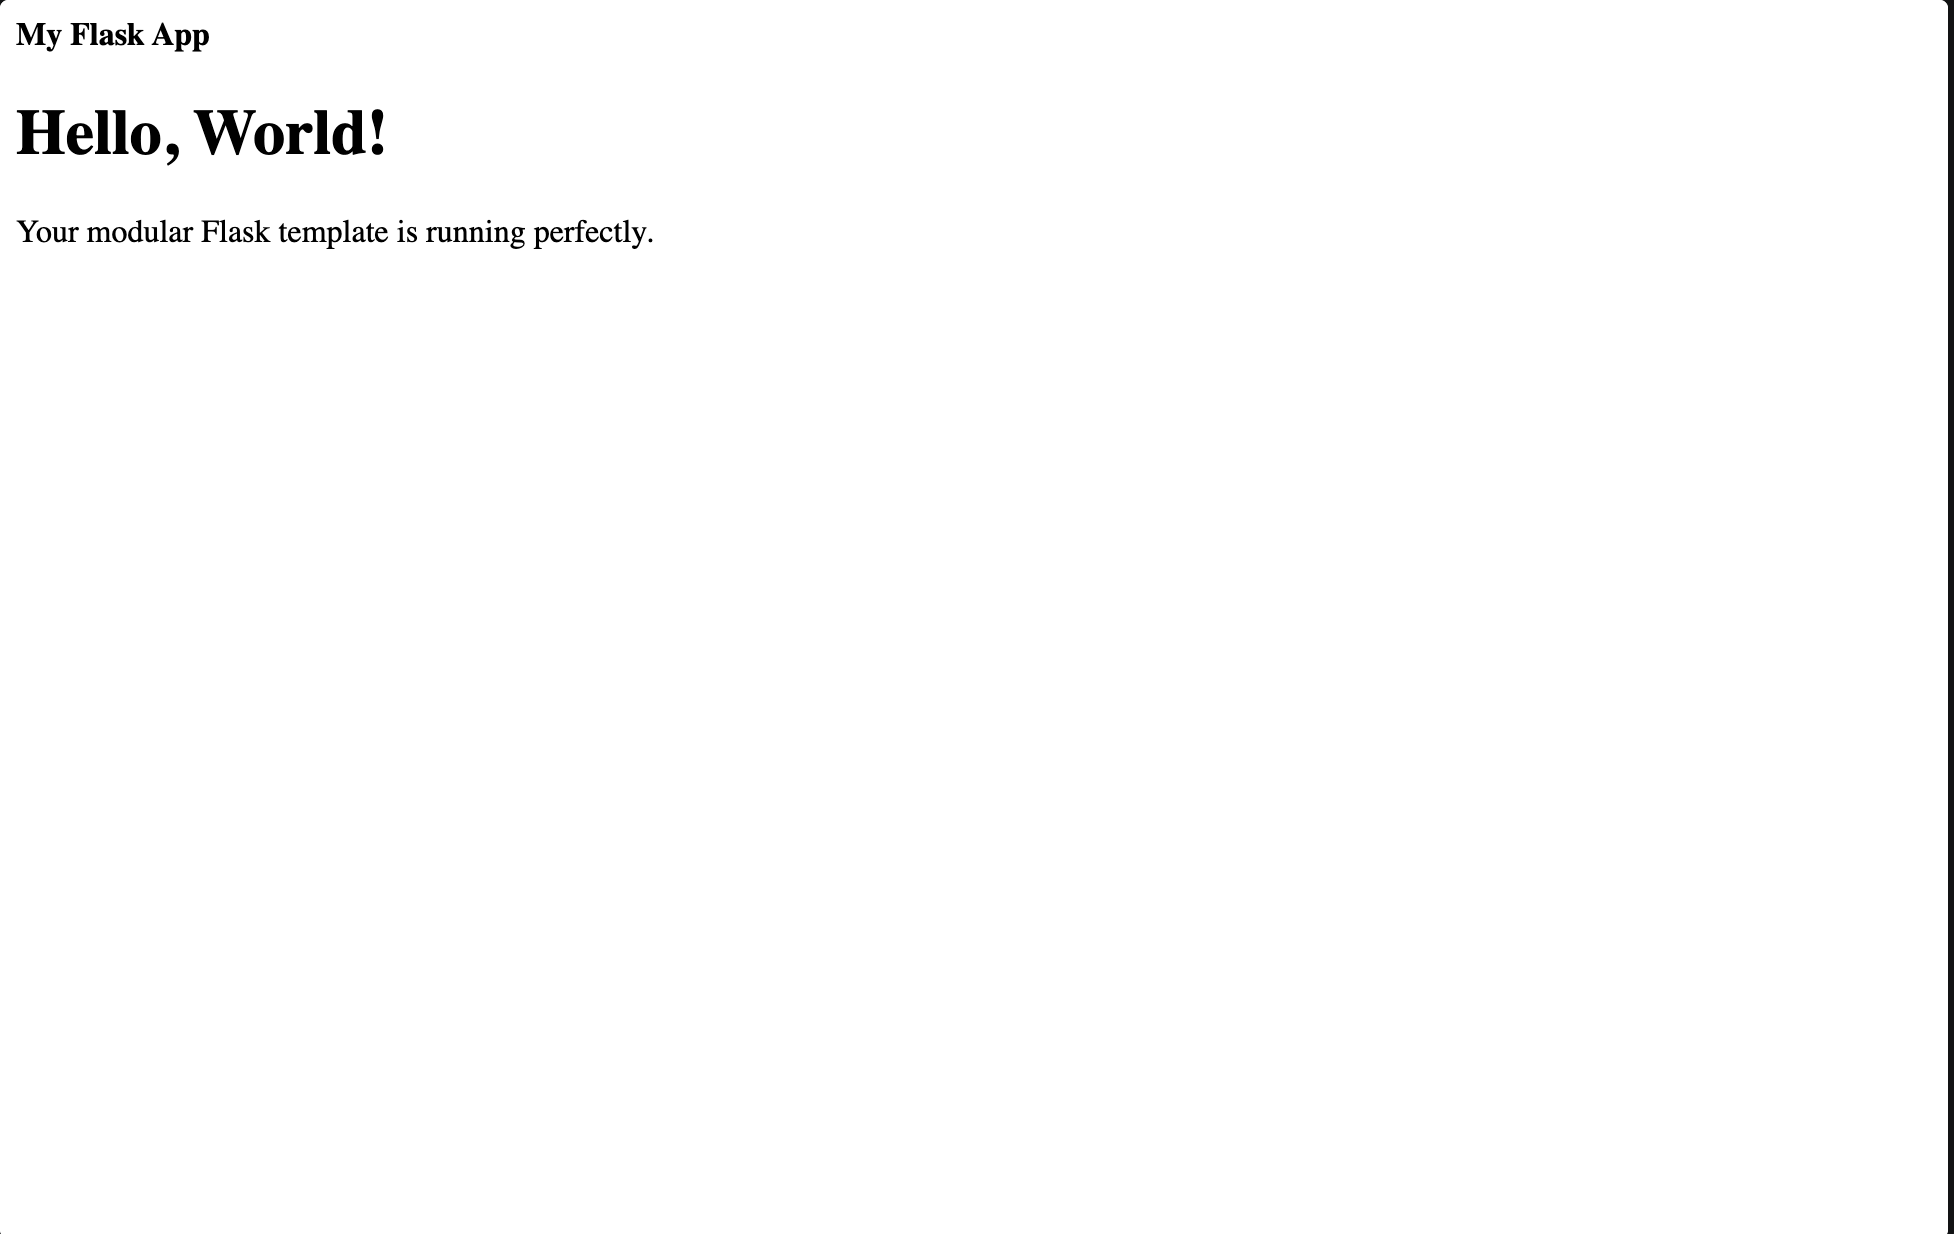 My Flask App
Hello, World!
Your modular Flask template is running perfectly.